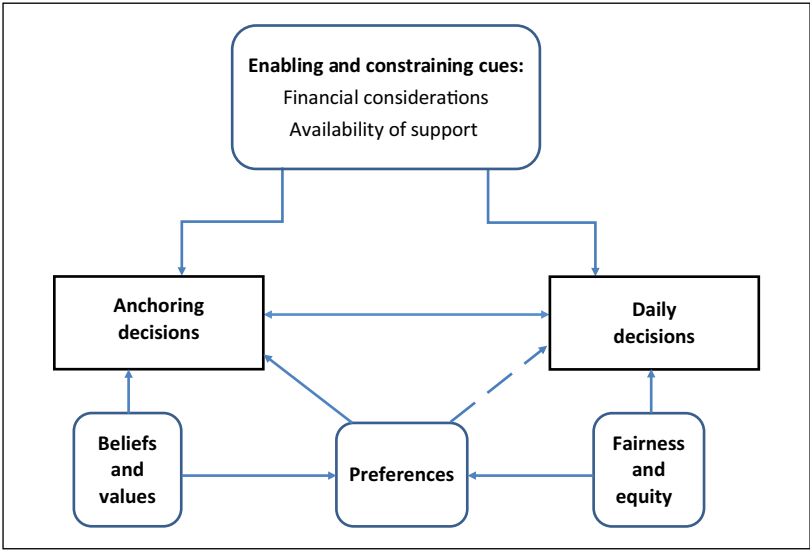 Enabling and constraining cues:
Financial considerations
Availability of support
Anchoring
decisions
Daily
decisions
Beliefs
and
values
Preferences
Fairness
and
equity